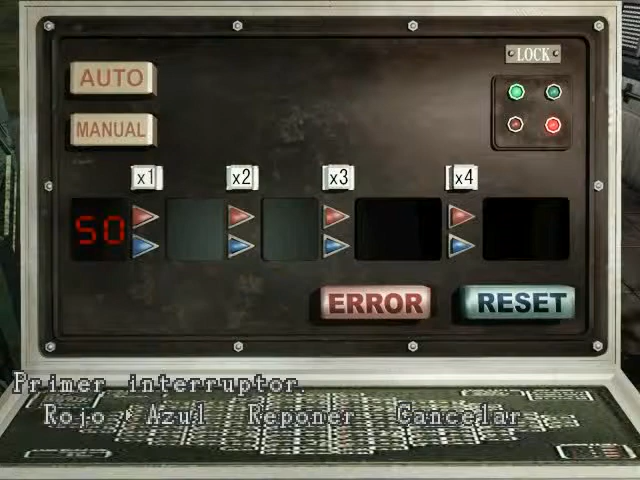 LOCK
AUTO
MANUAL
x1 x2 x3 x4
50
ERROR RESET
Primer interruptor.
Rojo Azul Reponer Cancelar